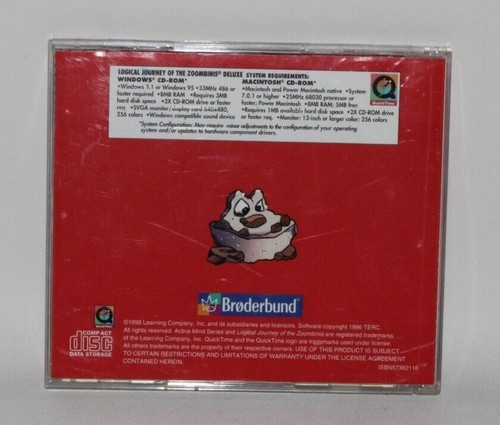 LOGICAL JOURNEY OF THE ZOOMBINIS® DELUXE SYSTEM REQUIREMENTS:
WINDOWS® CD-ROM*
•Windows 3.1 or Windows 95 •33MHz 486 or
faster required •8MB RAM •Requires 3MB
hard disk space •2X CD-ROM drive or faster
req. •SVGA monitor/display card 640x480,
256 colors •Windows compatible sound device
MACINTOSH® CD-ROM*
•Macintosh and Power Macintosh native •System
7.0.1 or higher •25MHz 68030 processor or
faster; Power Macintosh •8MB RAM; 5MB free
•Requires 1MB available hard disk space •2X CD-ROM drive
or faster req. •Monitor: 13-inch or larger color; 256 colors
*System Configuration: May require minor adjustments to the configuration of your operating
system and/or updates to hardware component drivers.
QuickTime
Brøderbund®
COMPACT
disc
DATA STORAGE
©1998 Learning Company, Inc. and its subsidiaries and licensors. Software copyright 1996 TERC.
All rights reserved. Active Mind Series and Logical Journey of the Zoombinis are registered trademarks
of the Learning Company, Inc. QuickTime and the QuickTime logo are trademarks used under license.
All others trademarks are the property of their respective owners. USE OF THIS PRODUCT IS SUBJECT
TO CERTAIN RESTRICTIONS AND LIMITATIONS OF WARRANTY UNDER THE LICENSE AGREEMENT
CONTAINED HEREIN.